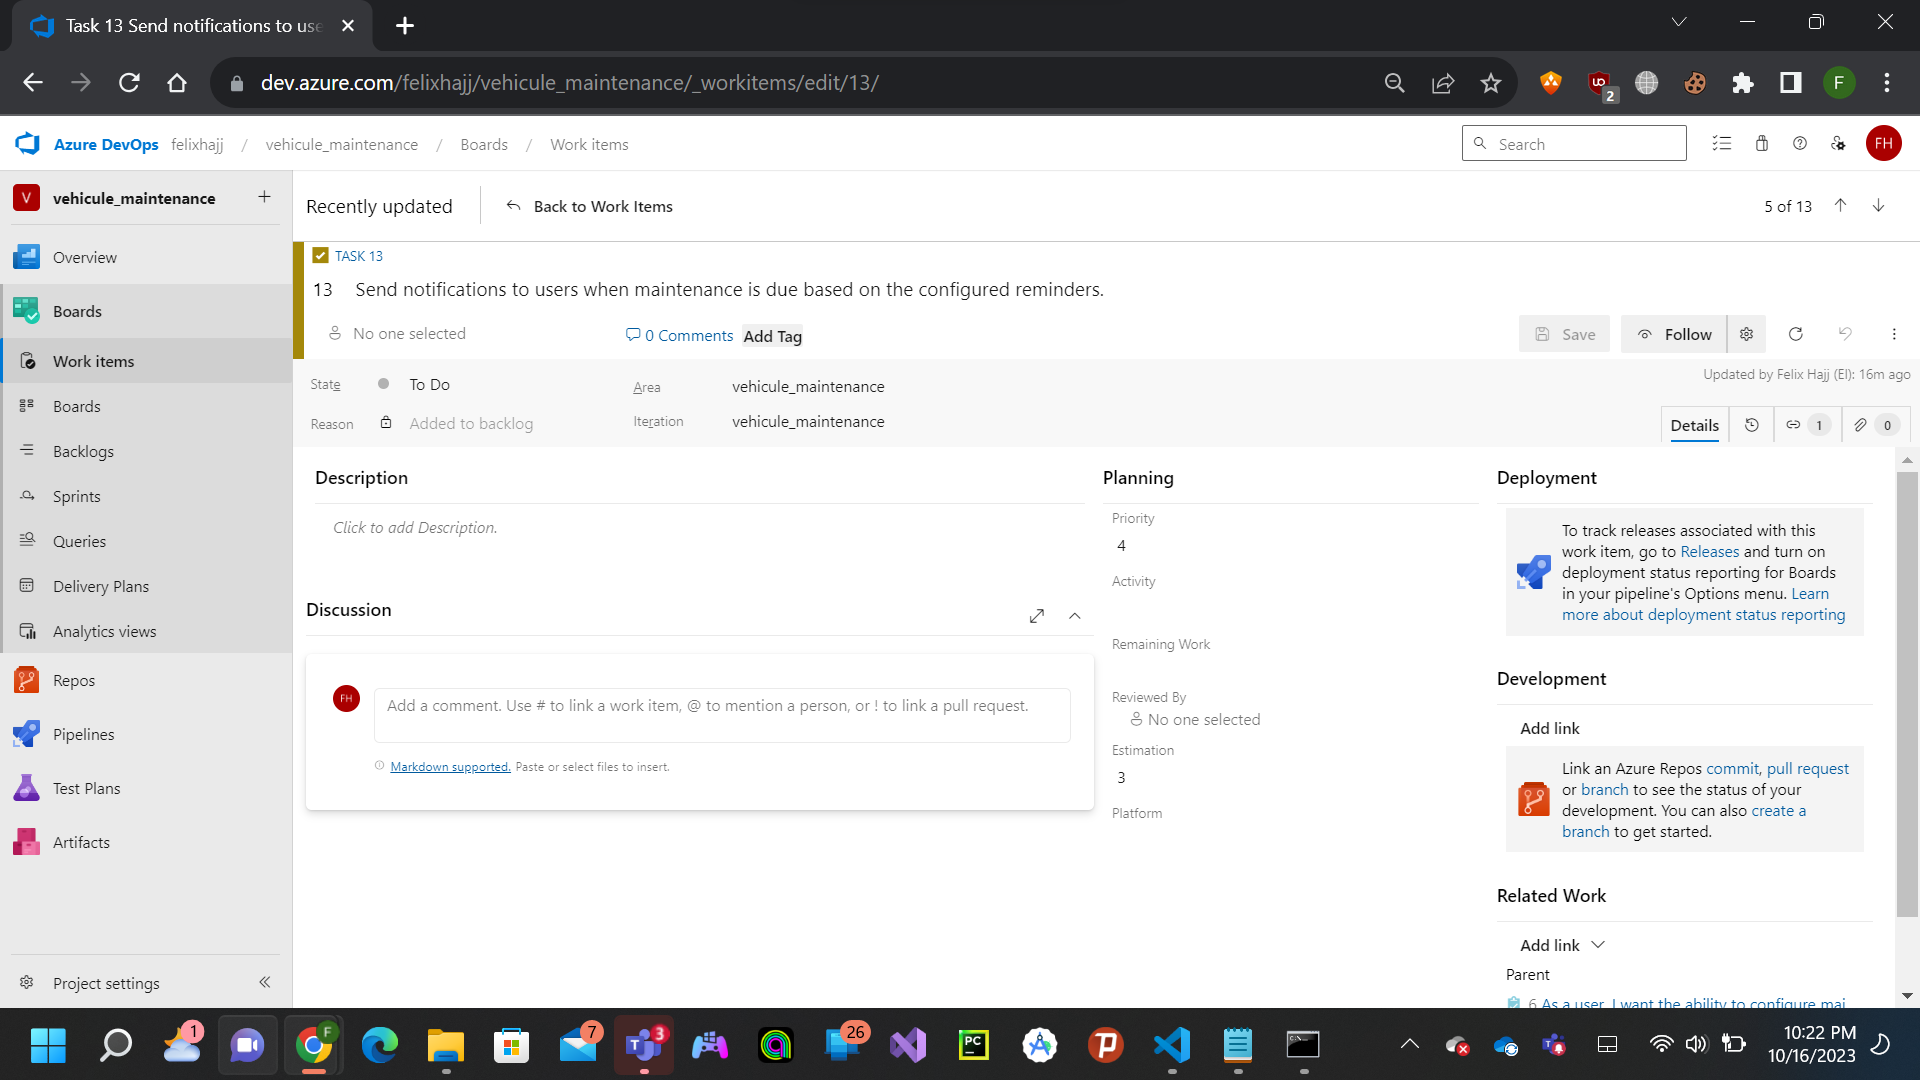 Task 13 Send notifications to use
dev.azure.com/felixhajj/vehicule_maintenance/_workitems/edit/13/
2
F
Azure DevOps felixhajj / vehicule_maintenance / Boards / Work items
Search
FH
V vehicule_maintenance
Recently updated
Back to Work Items
5 of 13
Overview
Boards
Work items
Boards
Backlogs
Sprints
Queries
Delivery Plans
Analytics views
Repos
Pipelines
Test Plans
Artifacts
Project settings
TASK 13
13 Send notifications to users when maintenance is due based on the configured reminders.
No one selected
0 Comments
Add Tag
Save
Follow
State To Do
Area vehicule_maintenance
Updated by Felix Hajj (EI): 16m ago
Reason Added to backlog
Iteration vehicule_maintenance
Details
1
0
Description
Click to add Description.
Discussion
FH
Add a comment. Use # to link a work item, @ to mention a person, or ! to link a pull request.
Markdown supported. Paste or select files to insert.
Planning
Priority
4
Activity
Remaining Work
Reviewed By
No one selected
Estimation
3
Platform
Deployment
To track releases associated with this
work item, go to Releases and turn on
deployment status reporting for Boards
in your pipeline's Options menu. Learn
more about deployment status reporting
Development
Add link
Link an Azure Repos commit, pull request
or branch to see the status of your
development. You can also create a
branch to get started.
Related Work
Add link
Parent
6 As a user, I want the ability to configure mai
1
F
7
3
26
PC
10:22 PM
10/16/2023